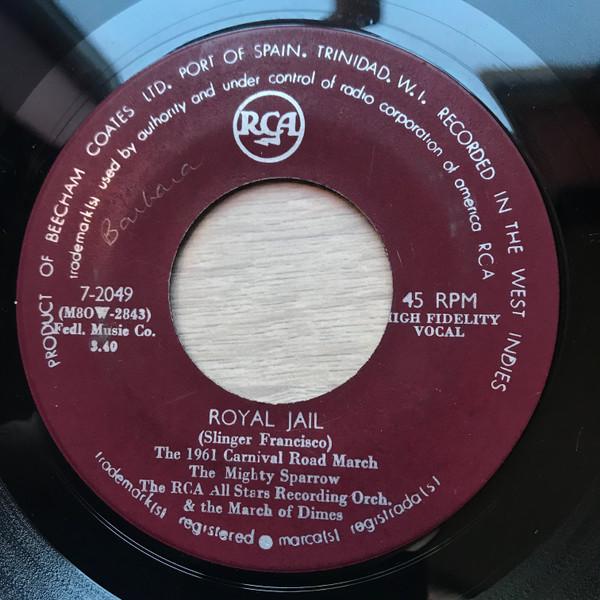 PRODUCT OF BEECHAM COATES LTD. PORT OF SPAIN. TRINIDAD. W.I. RECORDED IN THE WEST INDIES
trademark(s) used by authority and under control of radio corporation of america RCA
RCA
Barbara
7-2049
(M8OW-2843)
Fedl. Music Co.
3.40
45 RPM
HIGH FIDELITY
VOCAL
ROYAL JAIL
(Slinger Francisco)
The 1961 Carnival Road March
The Mighty Sparrow
The RCA All Stars Recording Orch.
& the March of Dimes
trademark(s) registered marca(s) registrada(s)